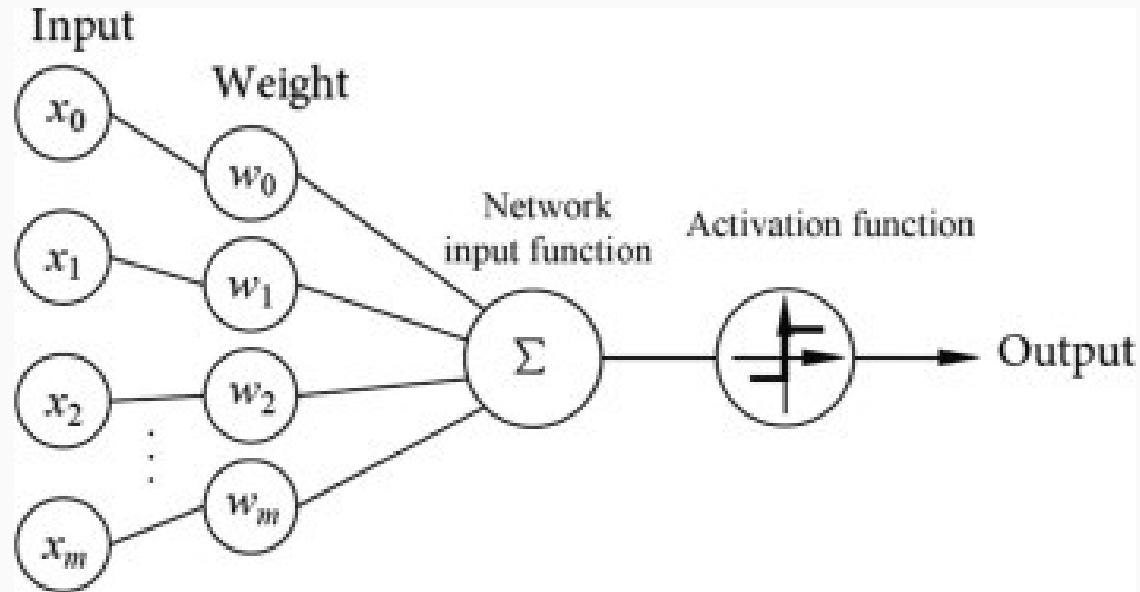 Input
Weight
x₀
w₀
Network
input function
Activation function
x₁
w₁
Σ
Output
x₂
w₂
⋮
xₘ
wₘ